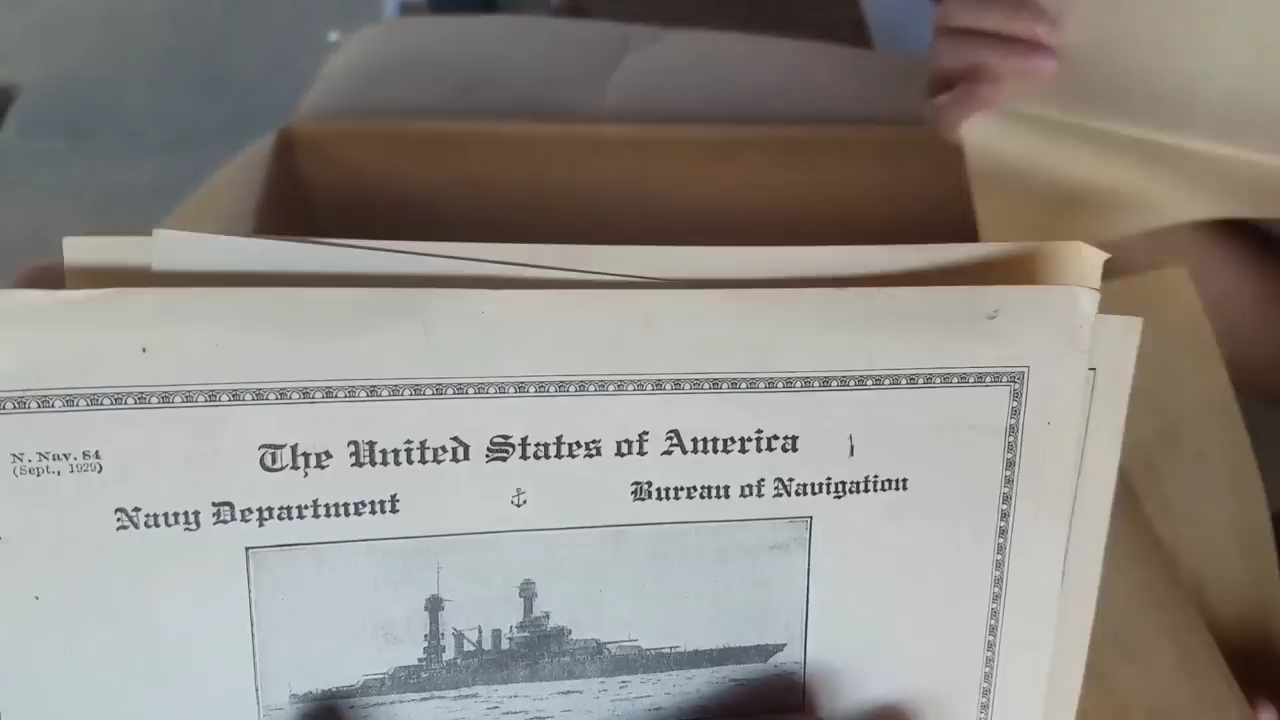 The United States of America
N. Nav. 84
(Sept., 1929)
Navy Department
Bureau of Navigation